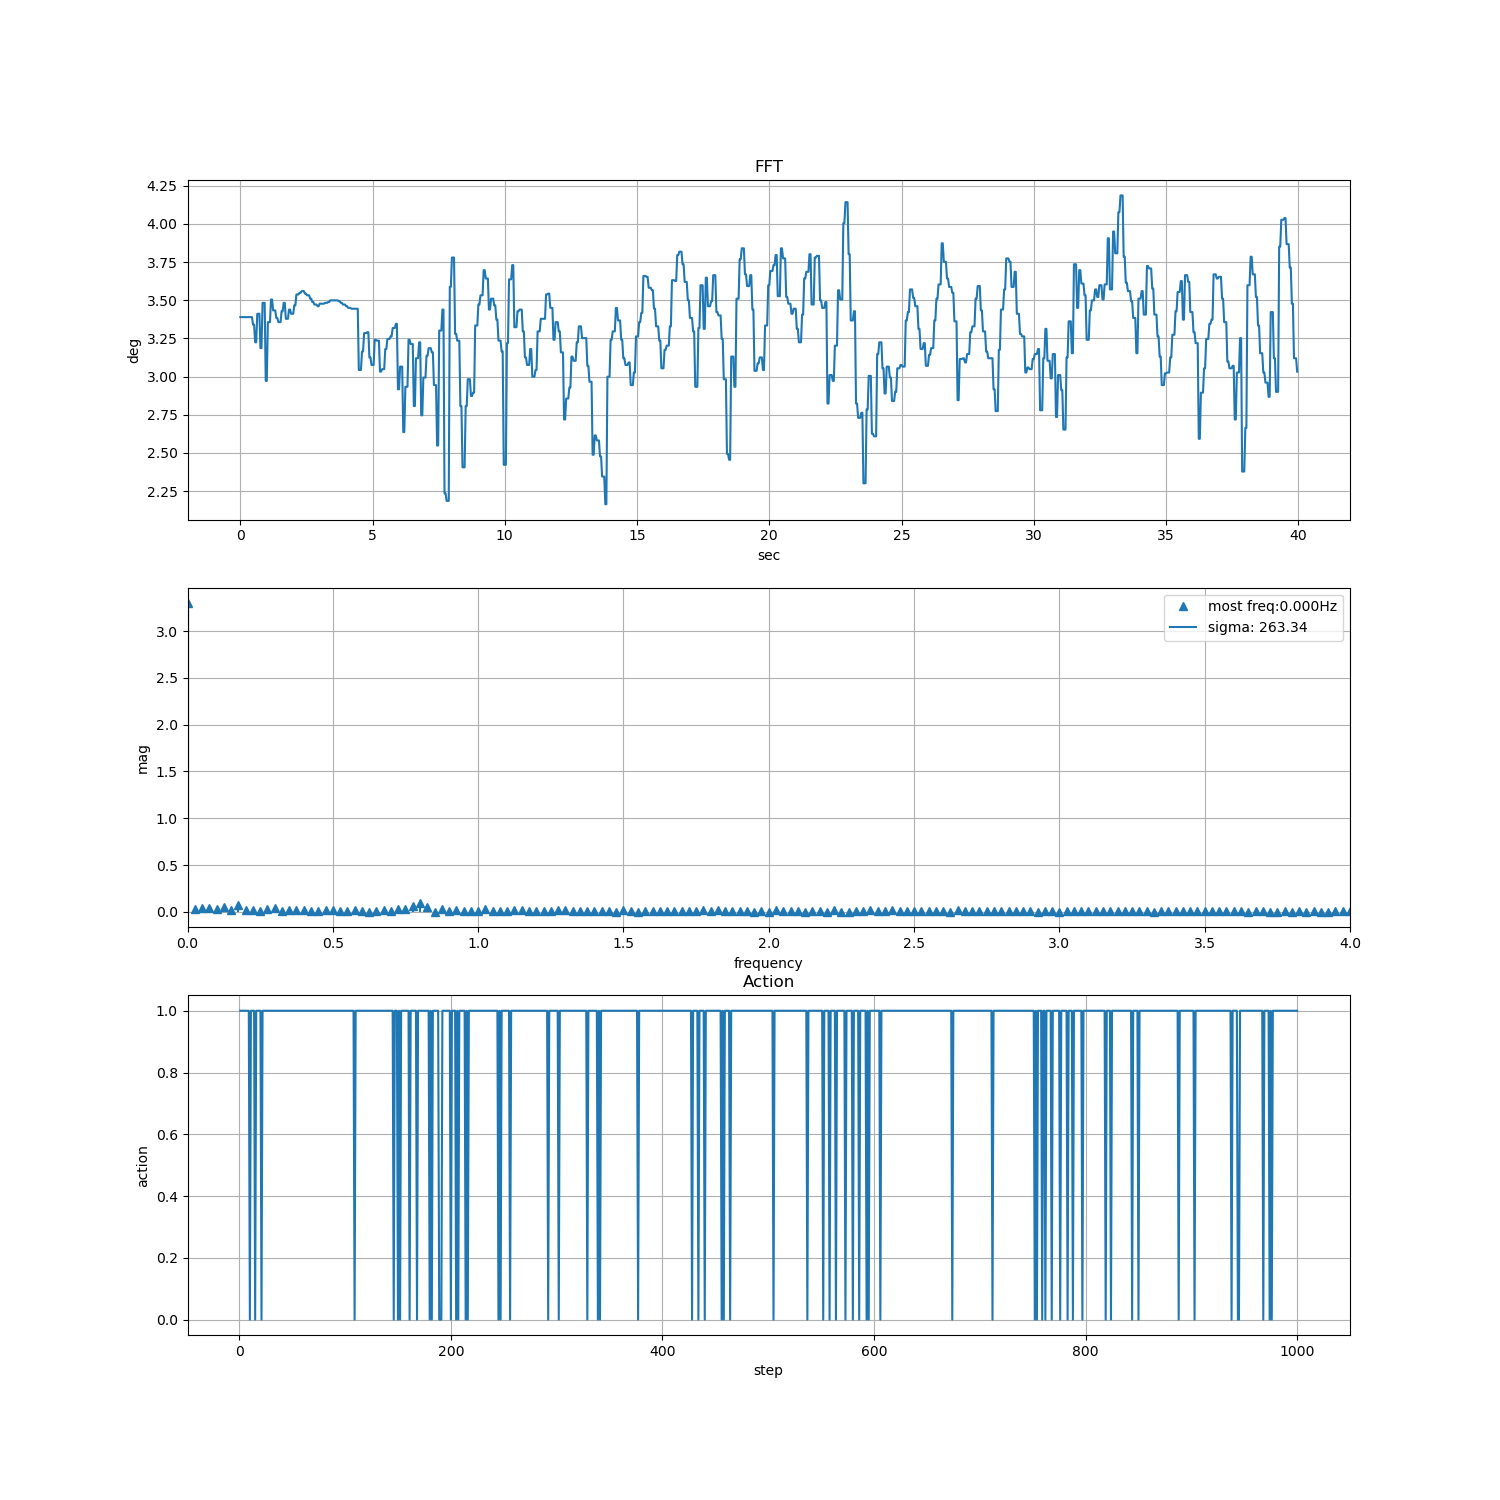 FFT
4.25
4.00
3.75
3.50
3.25
3.00
2.75
2.50
2.25
deg
0 5 10 15 20 25 30 35 40
sec
most freq:0.000Hz
sigma: 263.34
3.0
2.5
2.0
1.5
1.0
0.5
0.0
mag
0.0 0.5 1.0 1.5 2.0 2.5 3.0 3.5 4.0
frequency
Action
1.0
0.8
0.6
0.4
0.2
0.0
action
0 200 400 600 800 1000
step